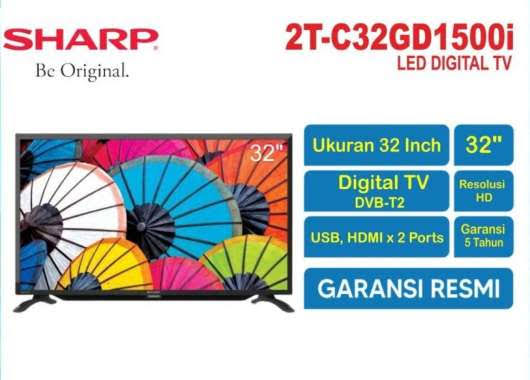 SHARP
Be Original.
2T-C32GD1500i
LED DIGITAL TV
32"
Ukuran 32 Inch
32"
Digital TV
DVB-T2
Resolusi
HD
USB, HDMI x 2 Ports
Garansi
5 Tahun
GARANSI RESMI